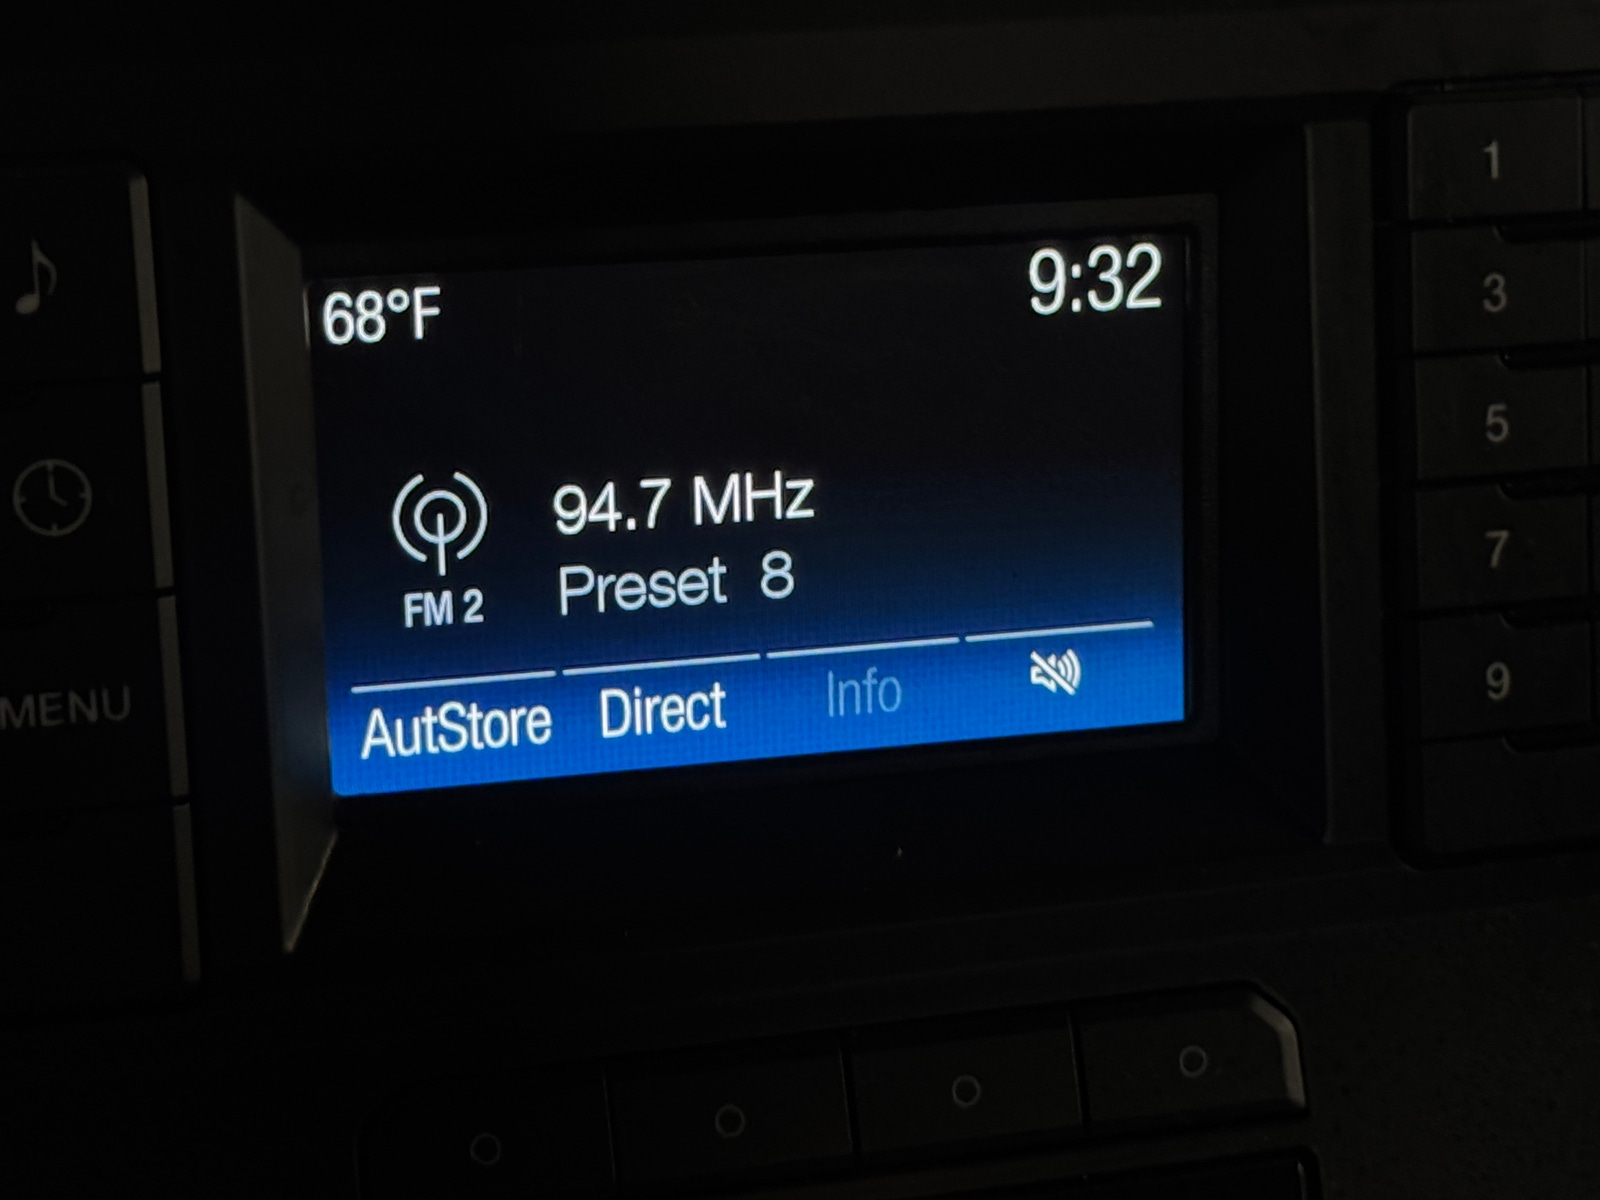 68°F
9:32
94.7 MHz
Preset 8
FM 2
AutStore
Direct
Info
MENU
1
3
5
7
9